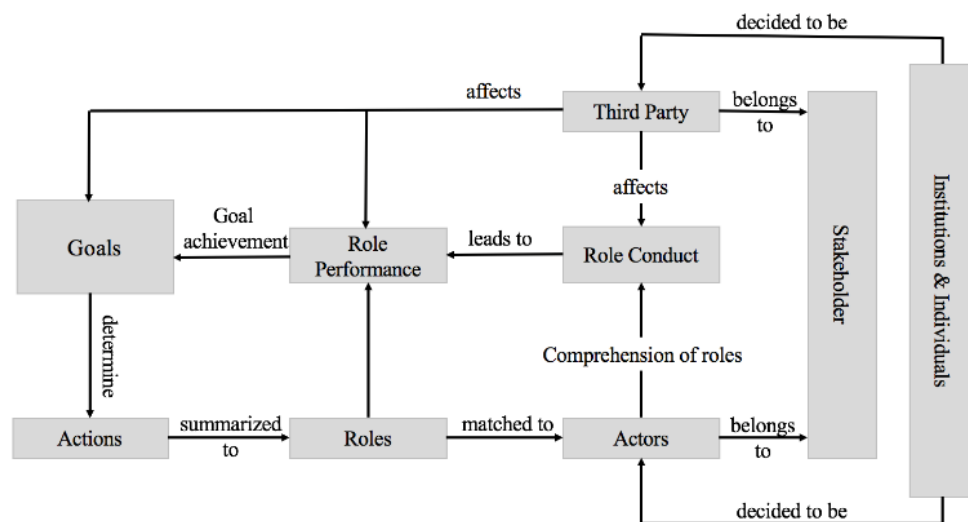 decided to be
affects
Third Party
belongs
to
affects
Goals
Goal
achievement
Role
Performance
leads to
Role Conduct
Stakeholder
Institutions & Individuals
determine
Comprehension of roles
Actions
summarized
to
Roles
matched to
Actors
belongs
to
decided to be